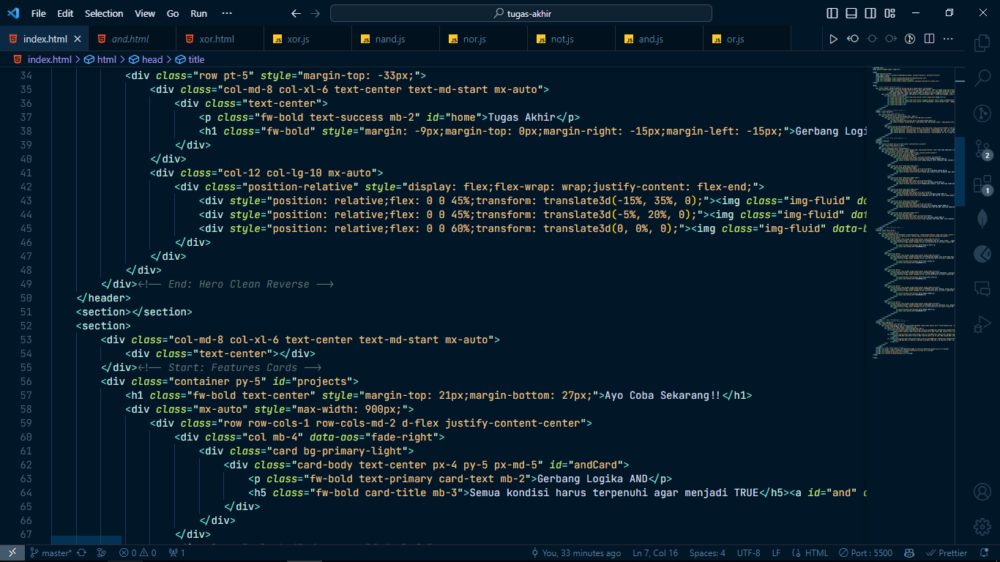 File Edit Selection View Go Run ··· tugas-akhir
index.html and.html xor.html JS xor.js JS nand.js JS nor.js JS not.js JS and.js JS or.js
index.html > html > head > title
34 <div class="row pt-5" style="margin-top: -33px;">
35 <div class="col-md-8 col-xl-6 text-center text-md-start mx-auto">
36 <div class="text-center">
37 <p class="fw-bold text-success mb-2" id="home">Tugas Akhir</p>
38 <h1 class="fw-bold" style="margin: -9px;margin-top: 0px;margin-right: -15px;margin-left: -15px;">Gerbang Logi
39 </div>
40 </div>
41 <div class="col-12 col-lg-10 mx-auto">
42 <div class="position-relative" style="display: flex;flex-wrap: wrap;justify-content: flex-end;">
43 <div style="position: relative;flex: 0 0 45%;transform: translate3d(-15%, 35%, 0);"><img class="img-fluid" da
44 <div style="position: relative;flex: 0 0 45%;transform: translate3d(-5%, 20%, 0);"><img class="img-fluid" dat
45 <div style="position: relative;flex: 0 0 60%;transform: translate3d(0, 0%, 0);"><img class="img-fluid" data-b
46 </div>
47 </div>
48 </div>
49 </div><!-- End: Hero Clean Reverse -->
50 </header>
51 <section></section>
52 <section>
53 <div class="col-md-8 col-xl-6 text-center text-md-start mx-auto">
54 <div class="text-center"></div>
55 </div><!-- Start: Features Cards -->
56 <div class="container py-5" id="projects">
57 <h1 class="fw-bold text-center" style="margin-top: 21px;margin-bottom: 27px;">Ayo Coba Sekarang!!</h1>
58 <div class="mx-auto" style="max-width: 900px;">
59 <div class="row row-cols-1 row-cols-md-2 d-flex justify-content-center">
60 <div class="col mb-4" data-aos="fade-right">
61 <div class="card bg-primary-light">
62 <div class="card-body text-center px-4 py-5 px-md-5" id="andCard">
63 <p class="fw-bold text-primary card-text mb-2">Gerbang Logika AND</p>
64 <h5 class="fw-bold card-title mb-3">Semua kondisi harus terpenuhi agar menjadi TRUE</h5><a id="and" c
65 </div>
66 </div>
67 </div>
2
1
master* 0 0 1 You, 33 minutes ago Ln 7, Col 16 Spaces: 4 UTF-8 LF HTML Port : 5500 Prettier